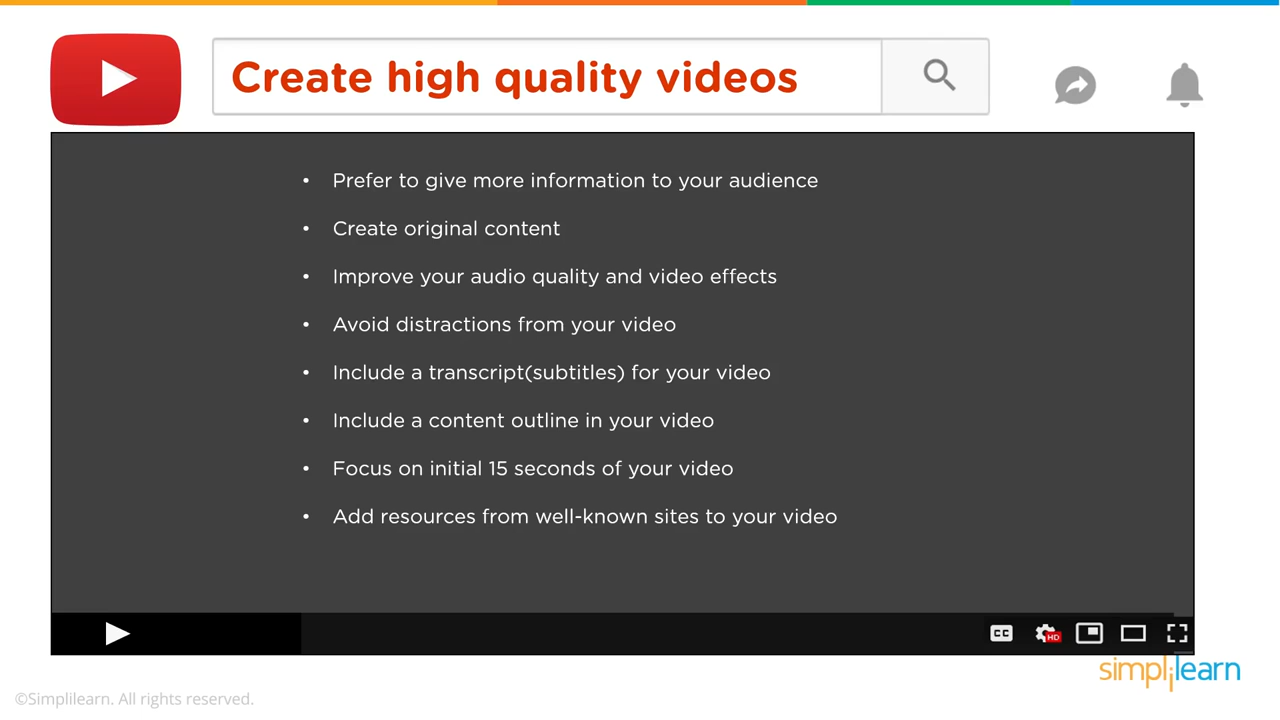 Create high quality videos
• Prefer to give more information to your audience
• Create original content
• Improve your audio quality and video effects
• Avoid distractions from your video
• Include a transcript(subtitles) for your video
• Include a content outline in your video
• Focus on initial 15 seconds of your video
• Add resources from well-known sites to your video
CC
HD
simplilearn
©Simplilearn. All rights reserved.